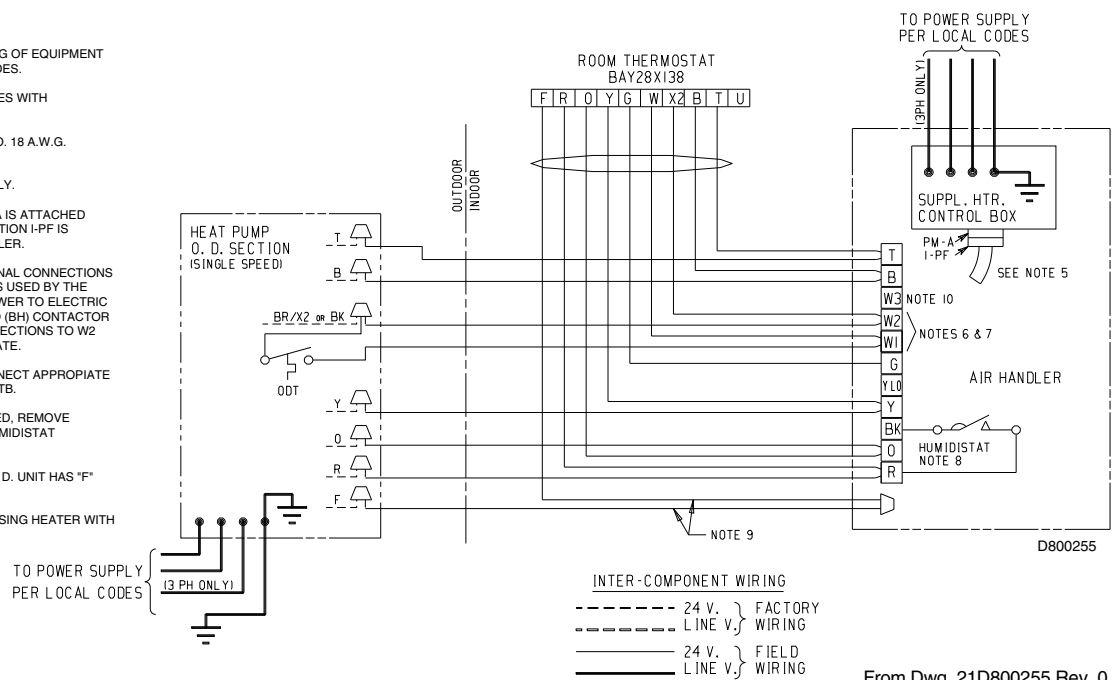 G OF EQUIPMENT
DES.
ES WITH
O. 18 A.W.G.
LY.
A IS ATTACHED
TION I-PF IS
LER.
NAL CONNECTIONS
S USED BY THE
WER TO ELECTRIC
D (BH) CONTACTOR
ECTIONS TO W2
ATE.
NECT APPROPIATE
TB.
ED, REMOVE
UMIDISTAT
D. UNIT HAS "F"
SING HEATER WITH
TO POWER SUPPLY
PER LOCAL CODES
(3PH ONLY)
ROOM THERMOSTAT
BAY28X138
F R O Y G W X2 B T U
OUTDOOR
INDOOR
HEAT PUMP
O. D. SECTION
(SINGLE SPEED)
T
B
BR/X2 OR BK
ODT
Y
O
R
F
TO POWER SUPPLY
PER LOCAL CODES
(3 PH ONLY)
SUPPL. HTR.
CONTROL BOX
PM-A
I-PF
SEE NOTE 5
T
B
W3 NOTE 10
W2
W1
NOTES 6 & 7
G
YLO
Y
BK
O
R
AIR HANDLER
HUMIDISTAT
NOTE 8
NOTE 9
D800255
INTER-COMPONENT WIRING
24 V.
LINE V.
FACTORY
WIRING
24 V.
LINE V.
FIELD
WIRING
From Dwg. 21D800255 Rev. 0